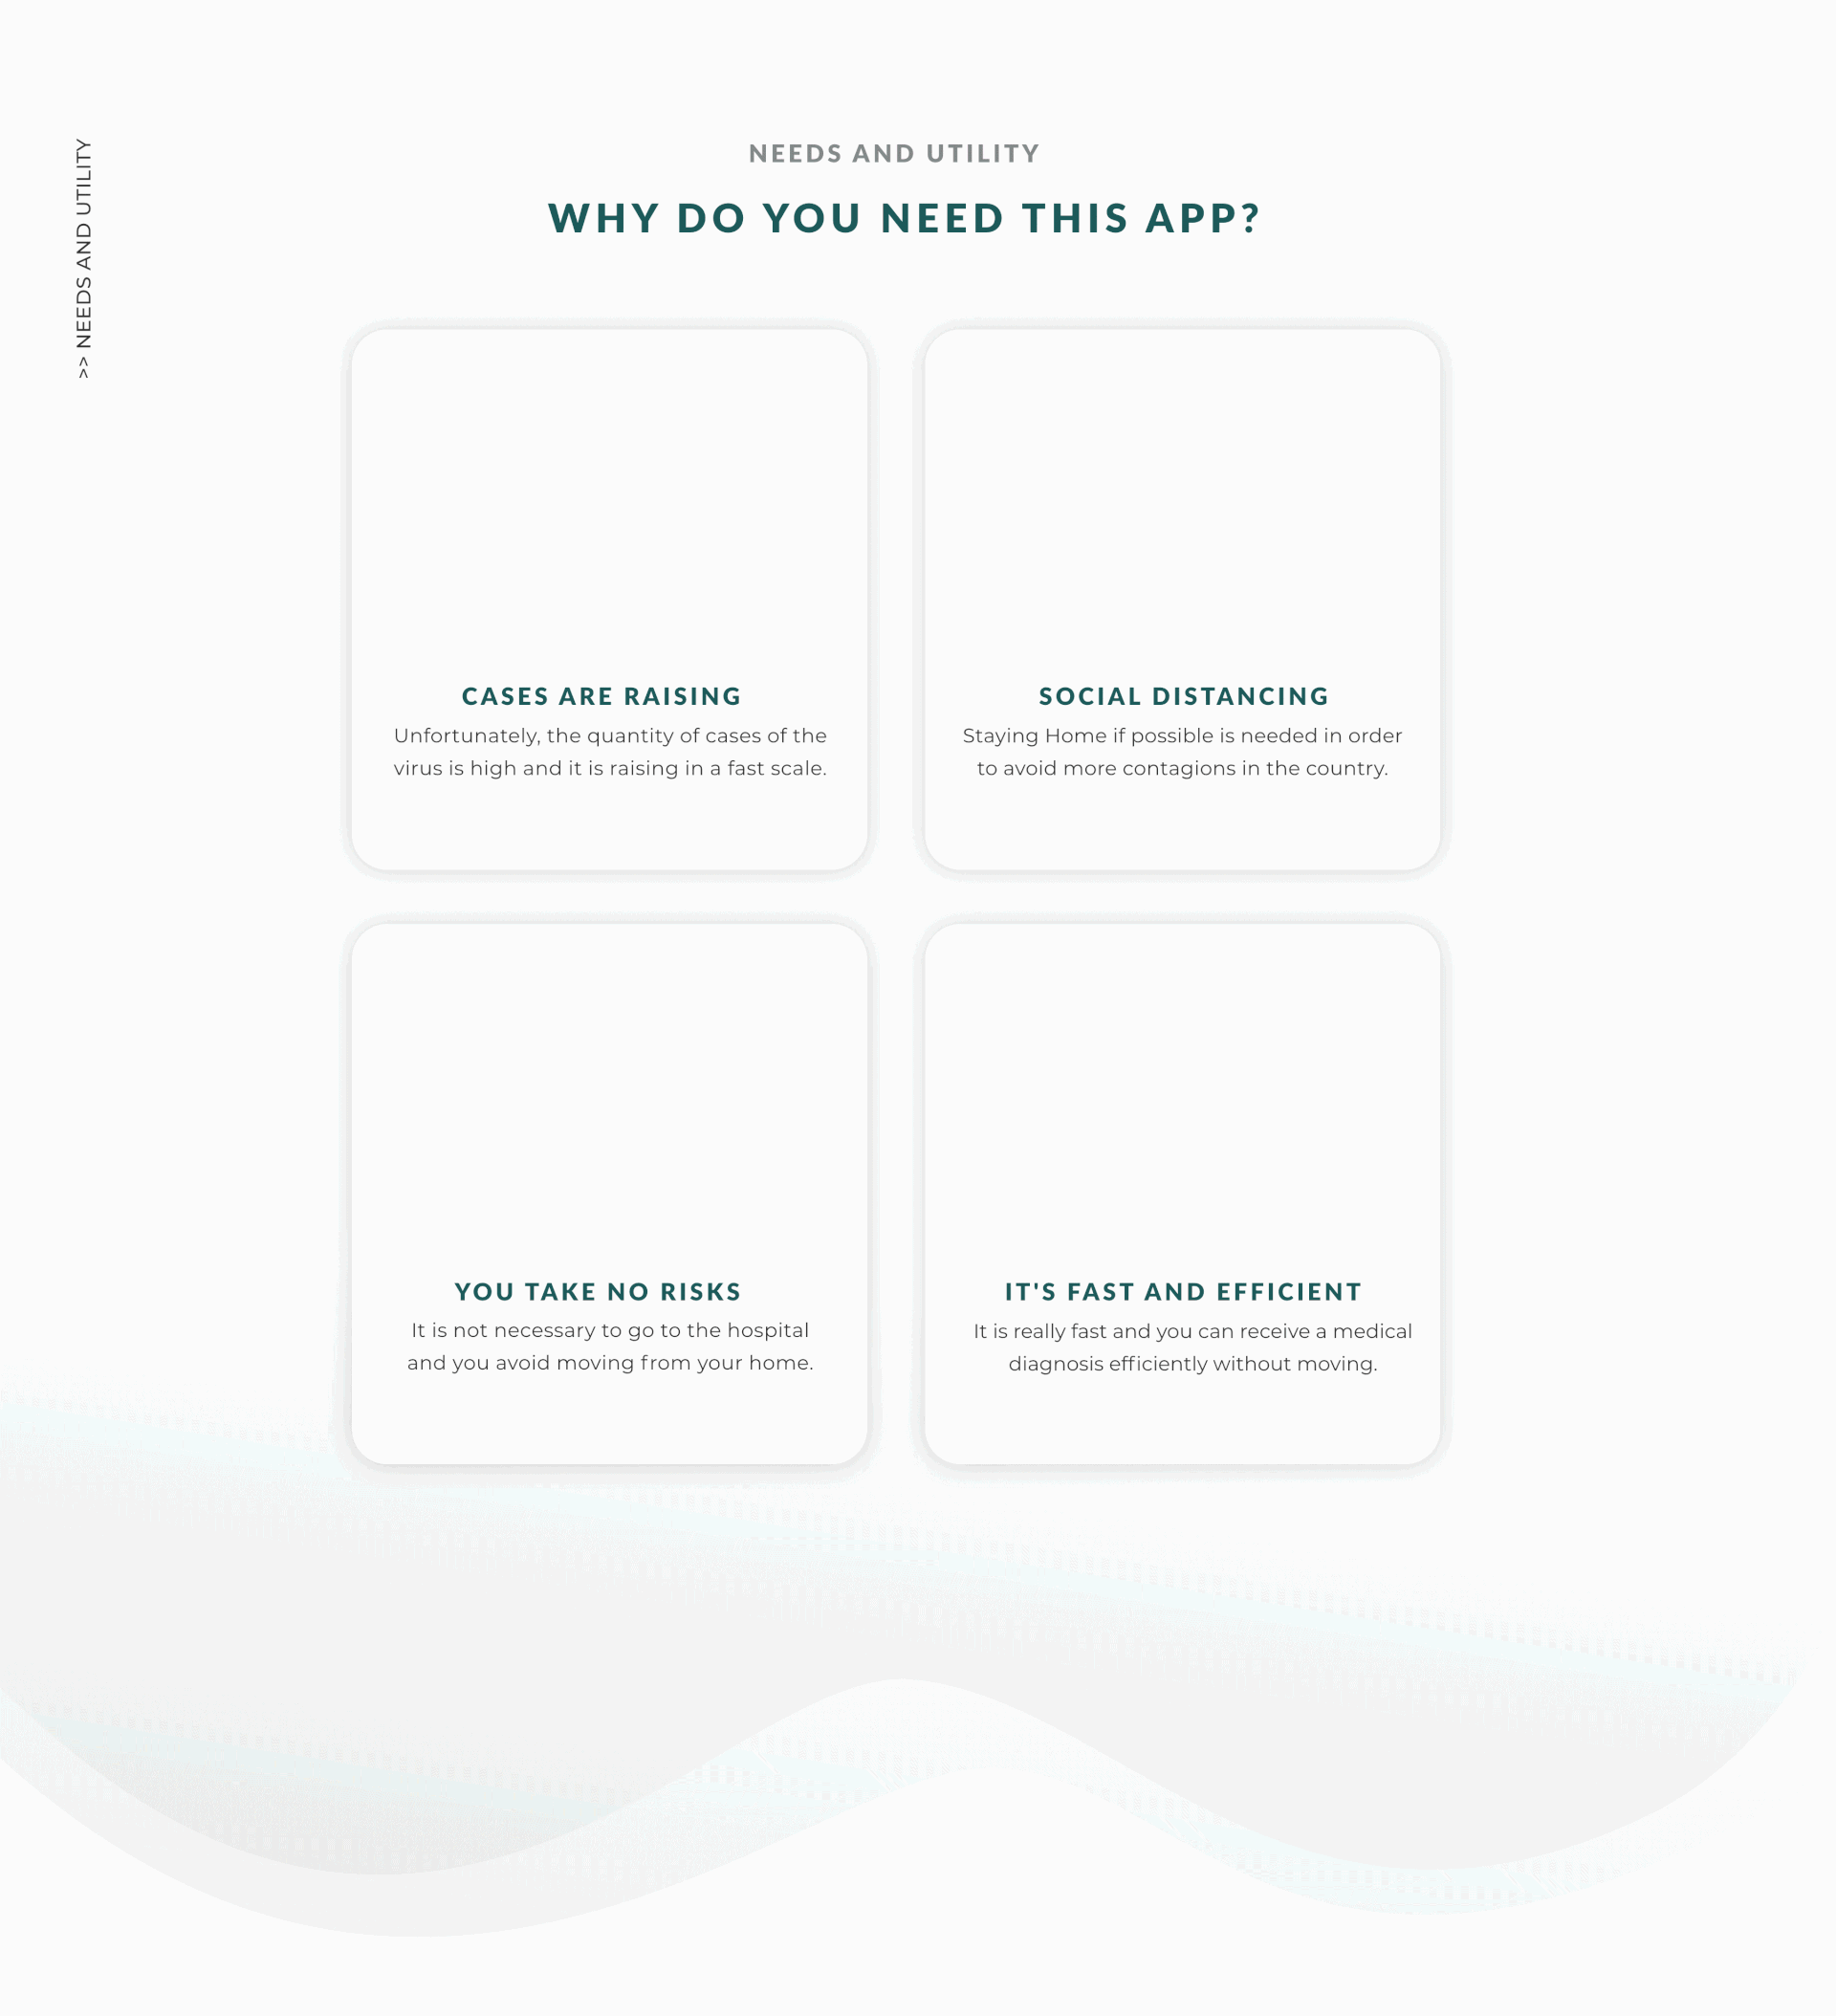 >> NEEDS AND UTILITY
NEEDS AND UTILITY
WHY DO YOU NEED THIS APP?
CASES ARE RAISING
Unfortunately, the quantity of cases of the
virus is high and it is raising in a fast scale.
SOCIAL DISTANCING
Staying Home if possible is needed in order
to avoid more contagions in the country.
YOU TAKE NO RISKS
It is not necessary to go to the hospital
and you avoid moving from your home.
IT'S FAST AND EFFICIENT
It is really fast and you can receive a medical
diagnosis efficiently without moving.